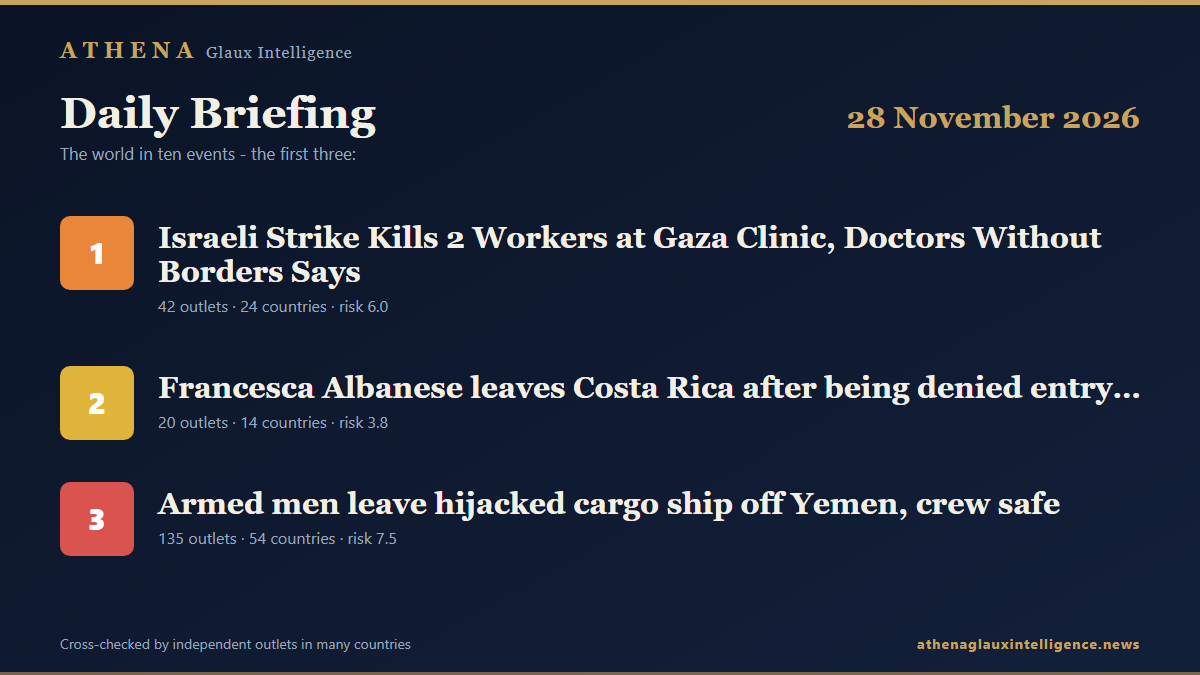 ATHENA Glaux Intelligence
Daily Briefing
28 November 2026
The world in ten events - the first three:
1
Israeli Strike Kills 2 Workers at Gaza Clinic, Doctors Without
Borders Says
42 outlets · 24 countries · risk 6.0
2
Francesca Albanese leaves Costa Rica after being denied entry...
20 outlets · 14 countries · risk 3.8
3
Armed men leave hijacked cargo ship off Yemen, crew safe
135 outlets · 54 countries · risk 7.5
Cross-checked by independent outlets in many countries
athenaglauxintelligence.news